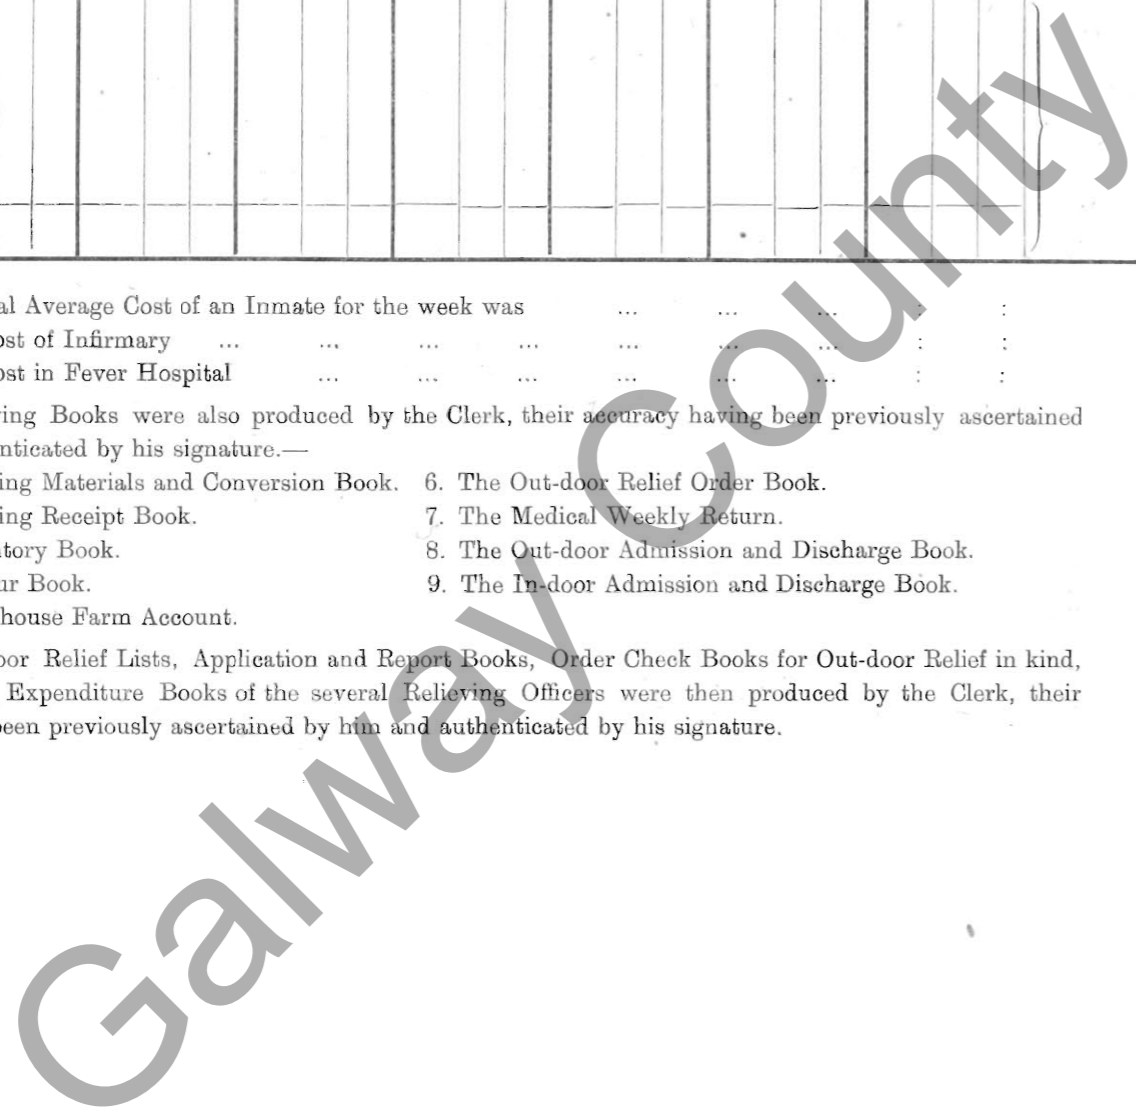 al Average Cost of an Inmate for the week was ... ... ... : :
ost of Infirmary ... ... ... ... ... ... ... : :
ost in Fever Hospital ... ... ... ... ... ... : :
ring Books were also produced by the Clerk, their accuracy having been previously ascertained
nticated by his signature.—
ing Materials and Conversion Book. 6. The Out-door Relief Order Book.
ing Receipt Book. 7. The Medical Weekly Return.
tory Book. 8. The Out-door Admission and Discharge Book.
ur Book. 9. The In-door Admission and Discharge Book.
house Farm Account.
oor Relief Lists, Application and Report Books, Order Check Books for Out-door Relief in kind,
Expenditure Books of the several Relieving Officers were then produced by the Clerk, their
been previously ascertained by him and authenticated by his signature.
Galway County